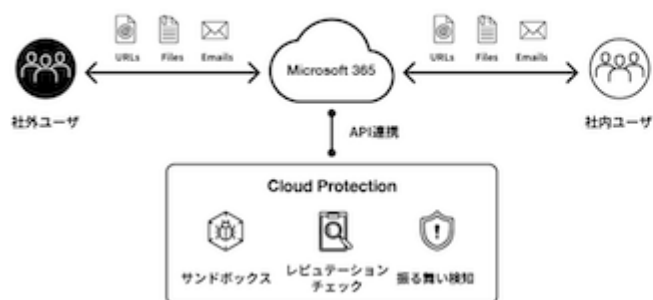 URLs Files Emails
URLs Files Emails
Microsoft 365
社外ユーザ
社内ユーザ
API連携
Cloud Protection
サンドボックス
レピュテーション
チェック
振る舞い検知